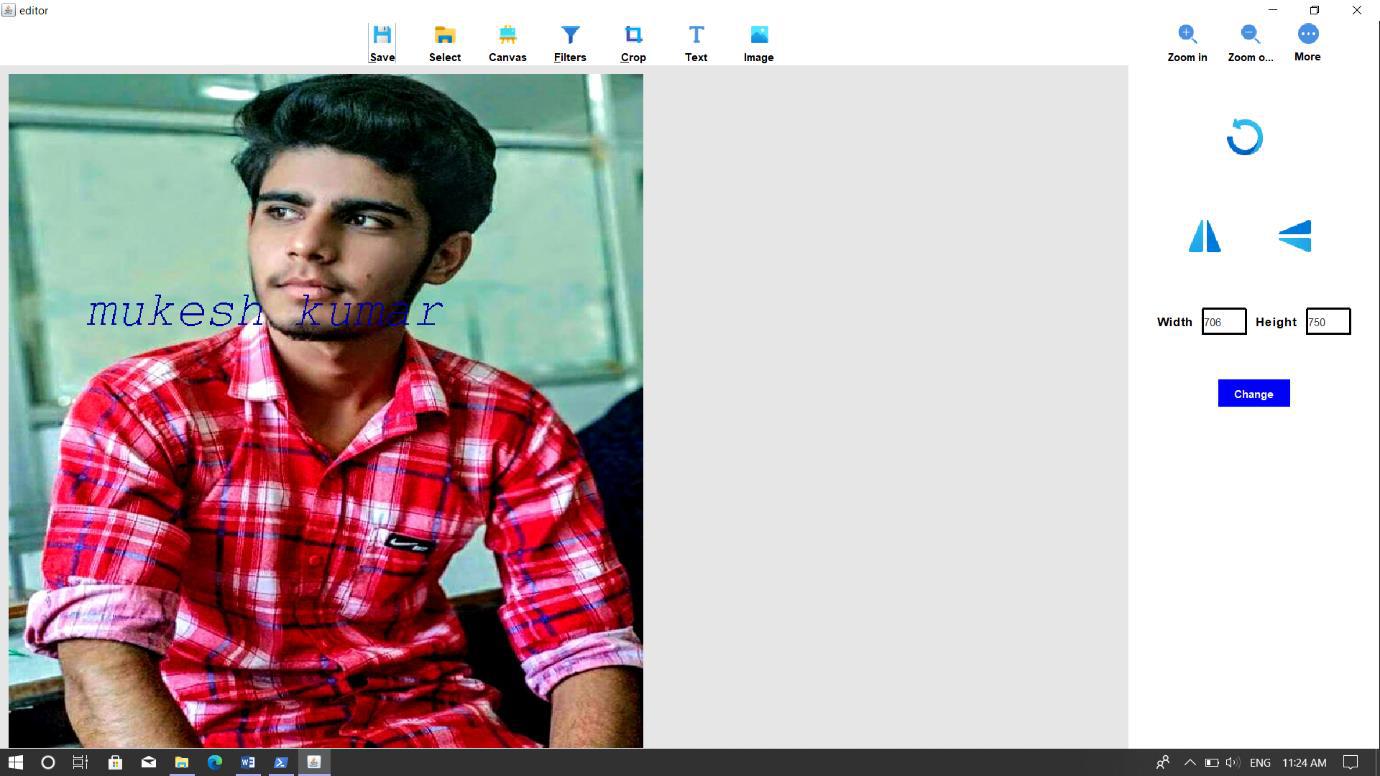 editor
Save Select Canvas Filters Crop Text Image Zoom in Zoom o... More
mukesh kumar
Width 706 Height 750
Change
ENG 11:24 AM